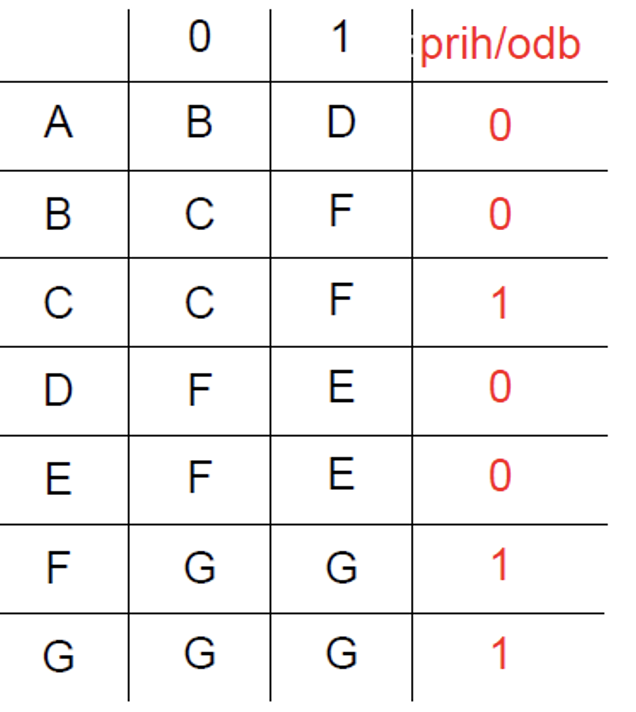 0 1 prih/odb
A B D 0
B C F 0
C C F 1
D F E 0
E F E 0
F G G 1
G G G 1